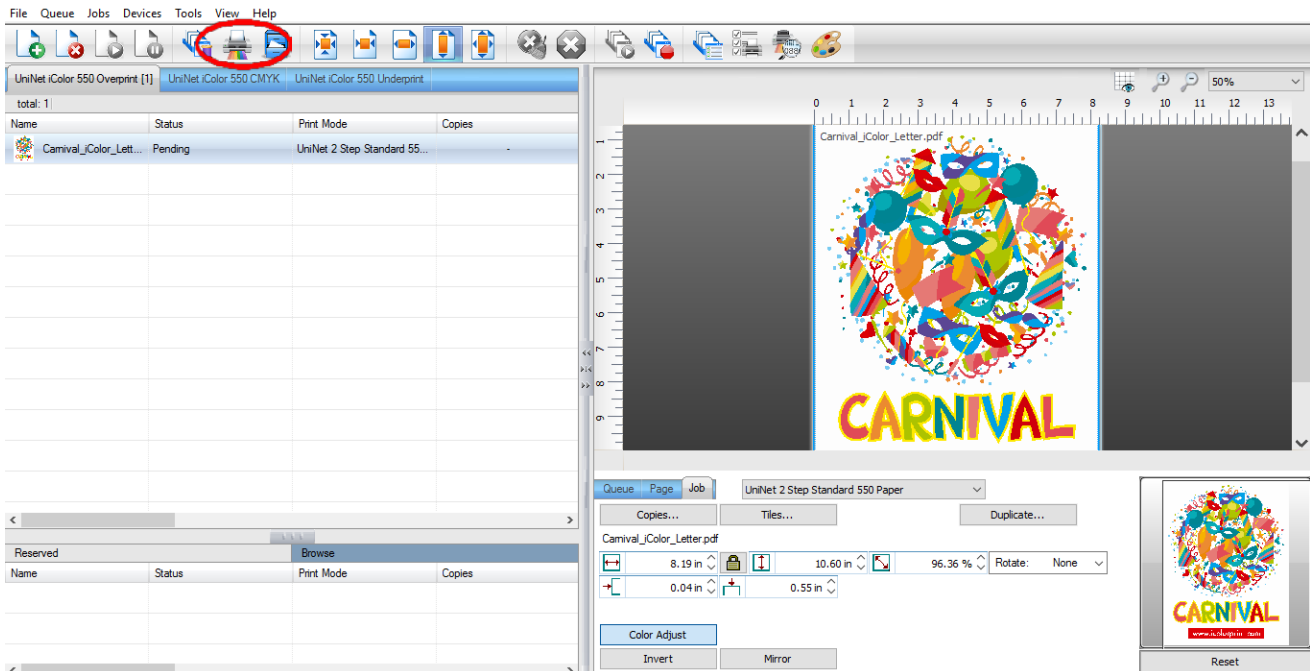 File Queue Jobs Devices Tools View Help
UniNet iColor 550 Overprint [1] UniNet iColor 550 CMYK UniNet iColor 550 Underprint
total: 1
Name Status Print Mode Copies
Carnival_iColor_Lett... Pending UniNet 2 Step Standard 55... -
Reserved Browse
Name Status Print Mode Copies
50%
0 1 2 3 4 5 6 7 8 9 10 11 12 13
1
2
3
4
5
6
7
8
9
Carnival_iColor_Letter.pdf
CARNIVAL
Queue Page Job UniNet 2 Step Standard 550 Paper
Copies... Tiles... Duplicate...
Carnival_iColor_Letter.pdf
8.19 in 10.60 in 96.36 % Rotate: None
0.04 in 0.55 in
Color Adjust
Invert Mirror
CARNIVAL
Reset